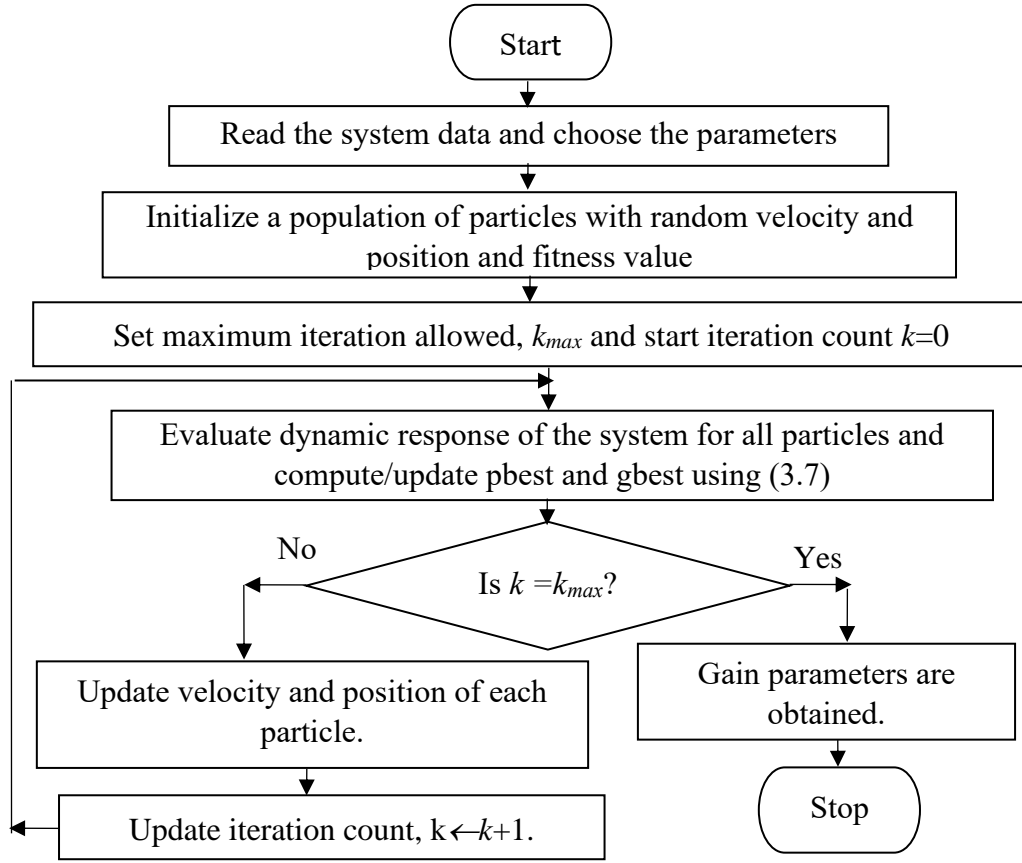 Start
Read the system data and choose the parameters
Initialize a population of particles with random velocity and
position and fitness value
Set maximum iteration allowed, kmax and start iteration count k=0
Evaluate dynamic response of the system for all particles and
compute/update pbest and gbest using (3.7)
No
Yes
Is k =kmax?
Update velocity and position of each
particle.
Gain parameters are
obtained.
Update iteration count, k←k+1.
Stop